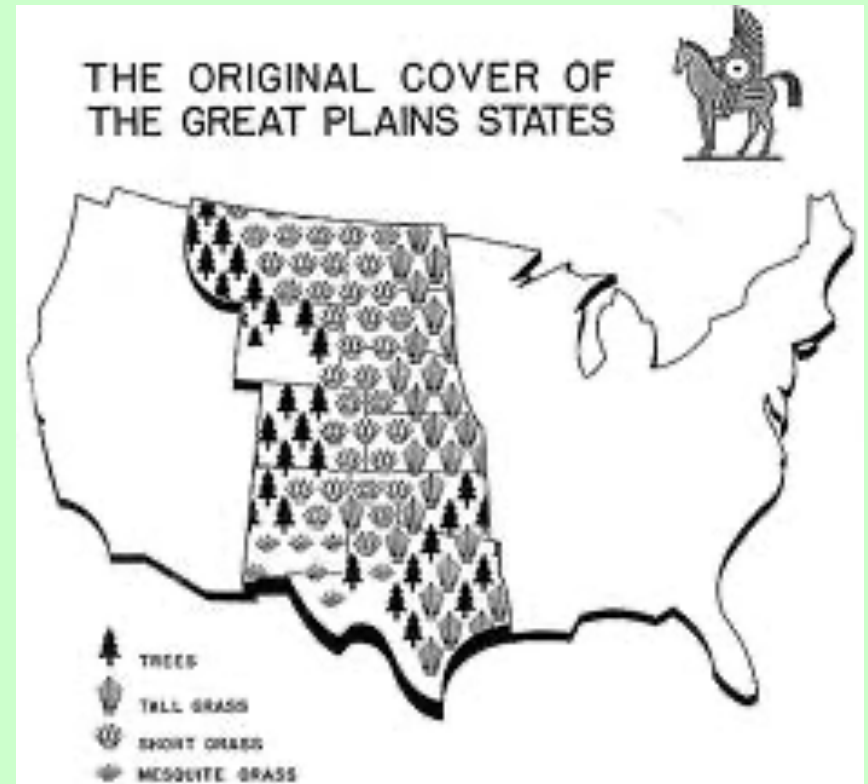 THE ORIGINAL COVER OF
THE GREAT PLAINS STATES
TREES
TALL GRASS
SHORT GRASS
MESQUITE GRASS